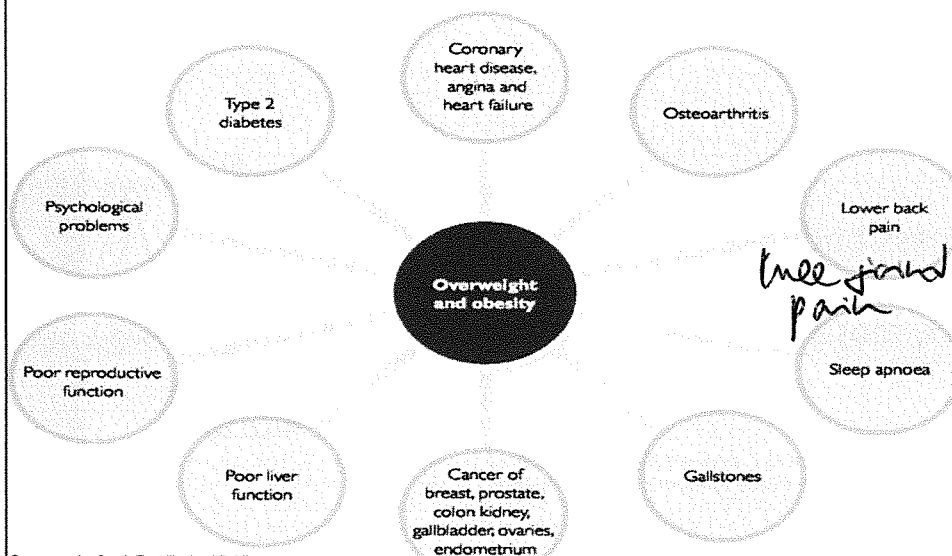 Coronary
heart disease,
angina and
heart failure
Type 2
diabetes
Osteoarthritis
Psychological
problems
Lower back
pain
Overweight
and obesity
knee joint
pain
Poor reproductive
function
Sleep apnoea
Poor liver
function
Cancer of
breast, prostate,
colon kidney,
gallbladder, ovaries,
endometrium
Gallstones